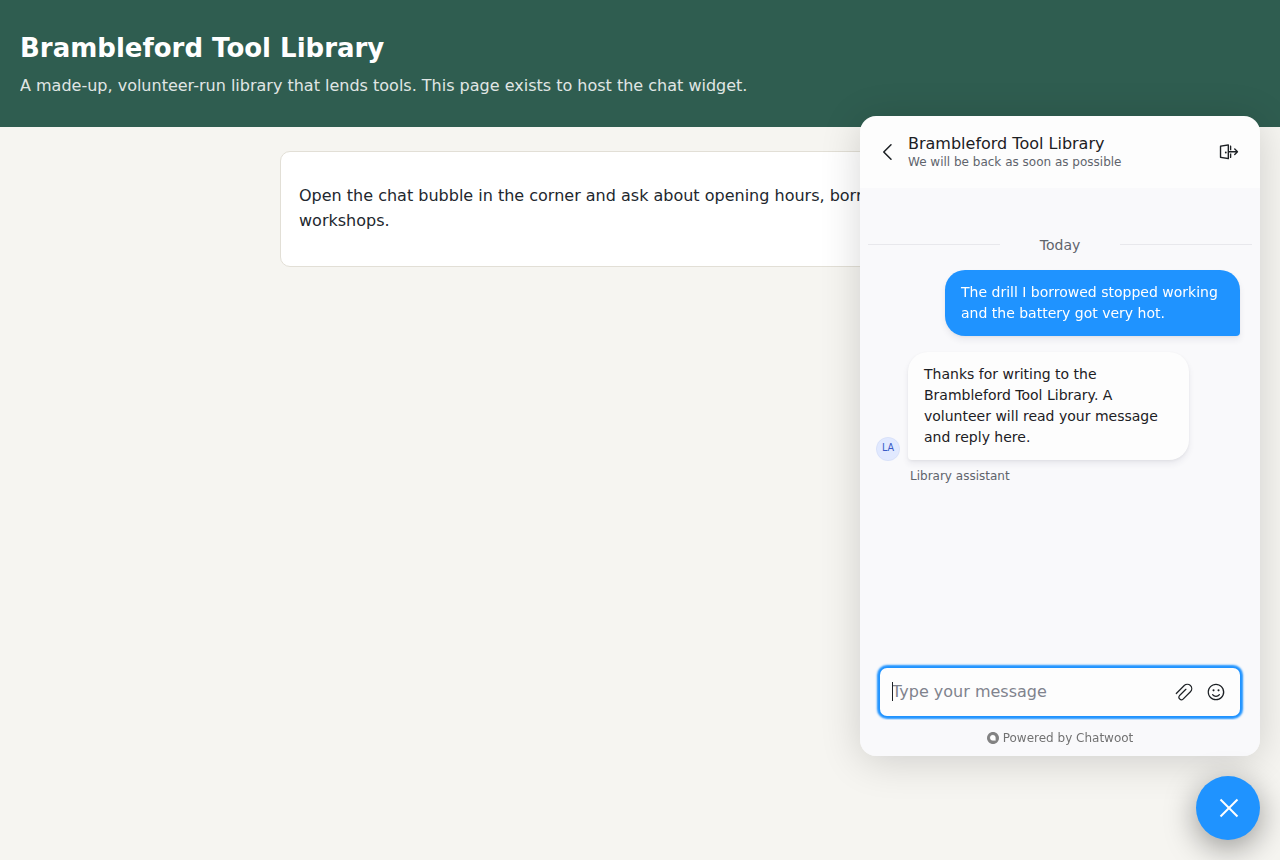 Brambleford Tool Library
A made-up, volunteer-run library that lends tools. This page exists to host the chat widget.
Open the chat bubble in the corner and ask about opening hours,
workshops.
Brambleford Tool Library
We will be back as soon as possible
Today
The drill I borrowed stopped working
and the battery got very hot.
Thanks for writing to the
Brambleford Tool Library. A
volunteer will read your message
and reply here.
LA
Library assistant
Type your message
Powered by Chatwoot